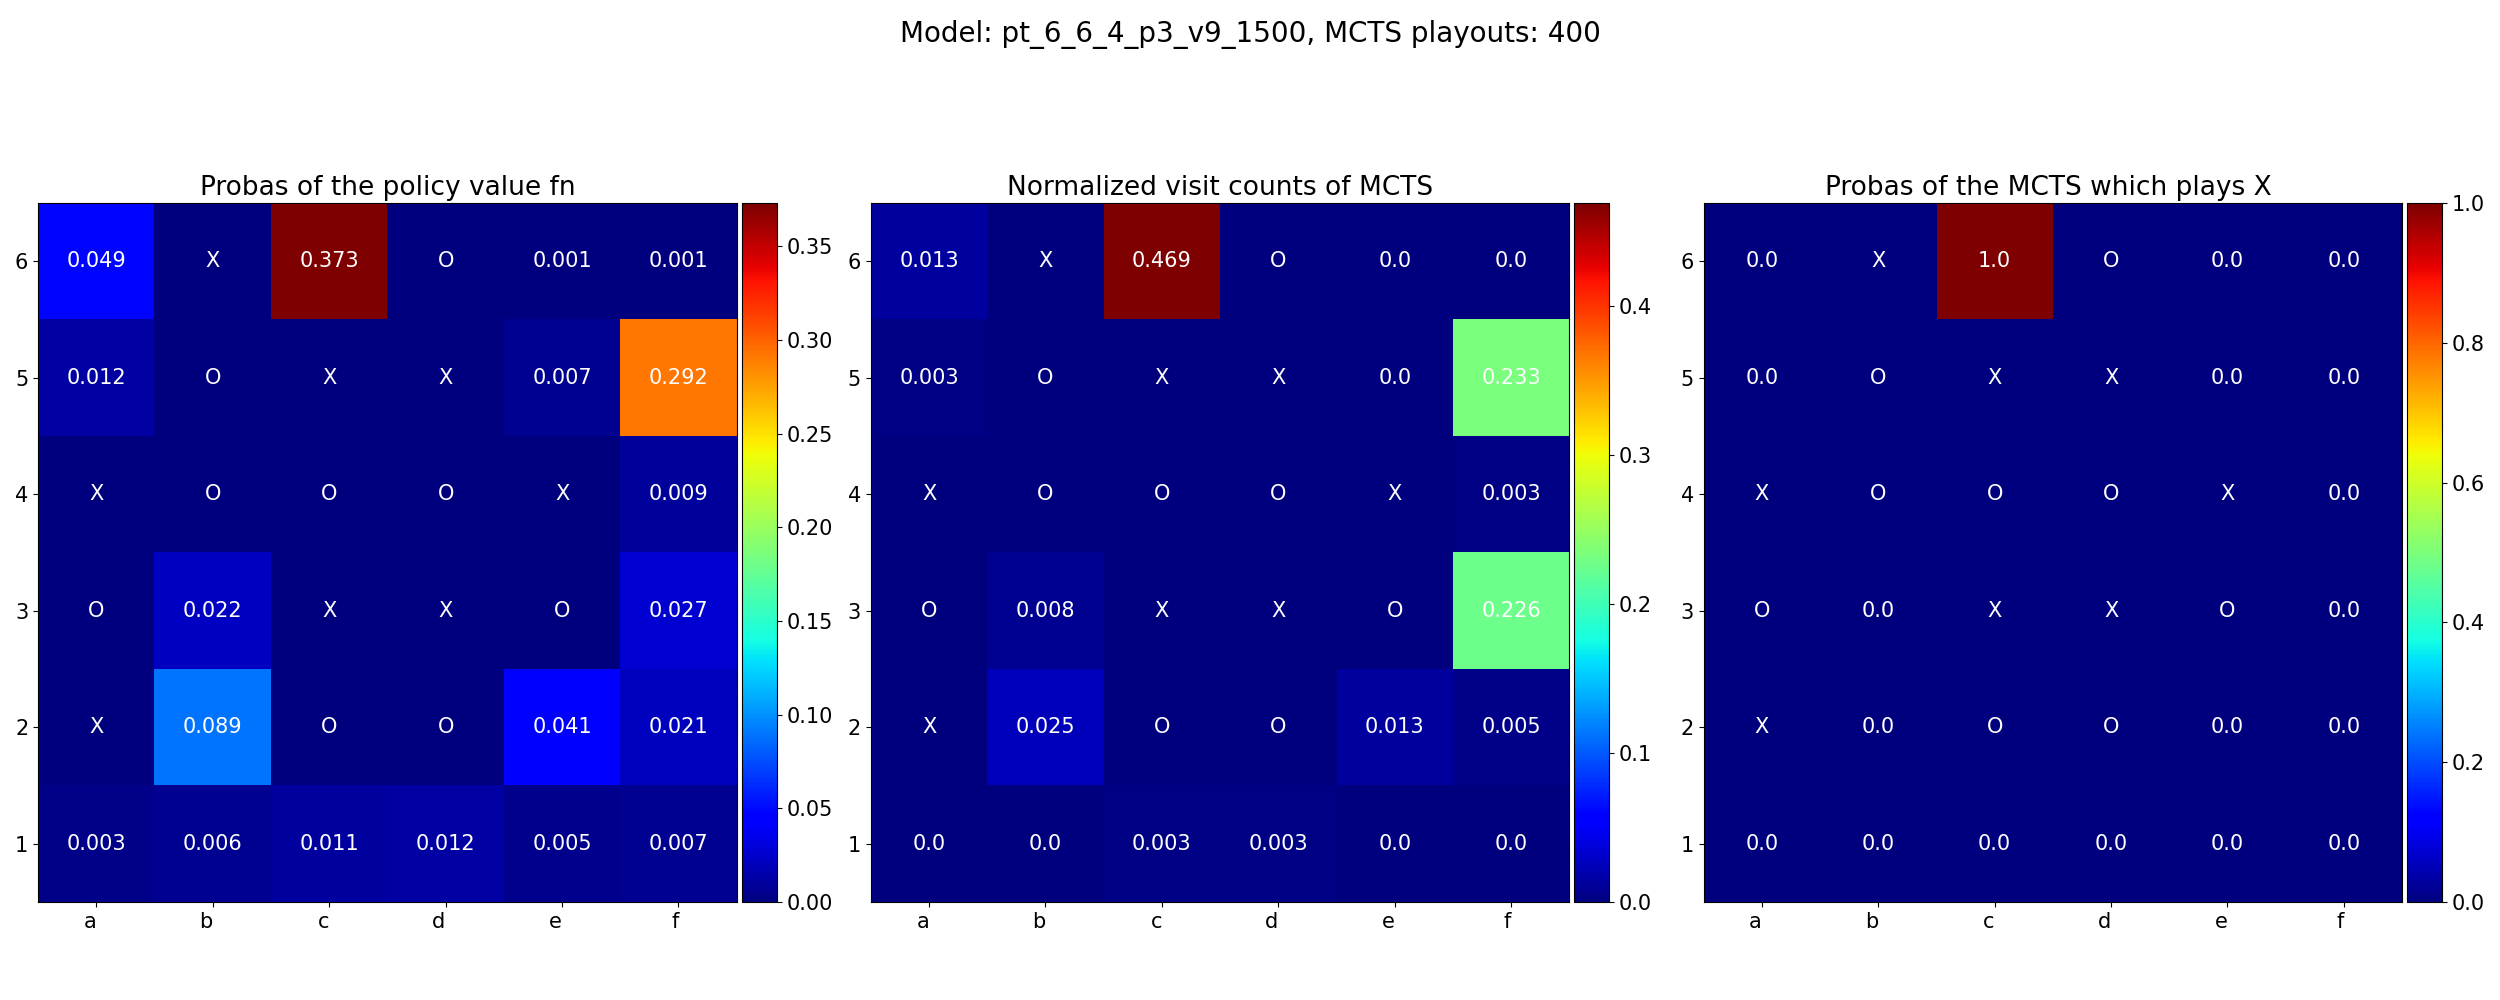 Model: pt_6_6_4_p3_v9_1500, MCTS playouts: 400
Probas of the policy value fn
6 0.049 X 0.373 O 0.001 0.001
5 0.012 O X X 0.007 0.292
4 X O O O X 0.009
3 O 0.022 X X O 0.027
2 X 0.089 O O 0.041 0.021
1 0.003 0.006 0.011 0.012 0.005 0.007
a b c d e f
0.35
0.30
0.25
0.20
0.15
0.10
0.05
0.00
Normalized visit counts of MCTS
6 0.013 X 0.469 O 0.0 0.0
5 0.003 O X X 0.0 0.233
4 X O O O X 0.003
3 O 0.008 X X O 0.226
2 X 0.025 O O 0.013 0.005
1 0.0 0.0 0.003 0.003 0.0 0.0
a b c d e f
0.4
0.3
0.2
0.1
0.0
Probas of the MCTS which plays X
6 0.0 X 1.0 O 0.0 0.0
5 0.0 O X X 0.0 0.0
4 X O O O X 0.0
3 O 0.0 X X O 0.0
2 X 0.0 O O 0.0 0.0
1 0.0 0.0 0.0 0.0 0.0 0.0
a b c d e f
1.0
0.8
0.6
0.4
0.2
0.0